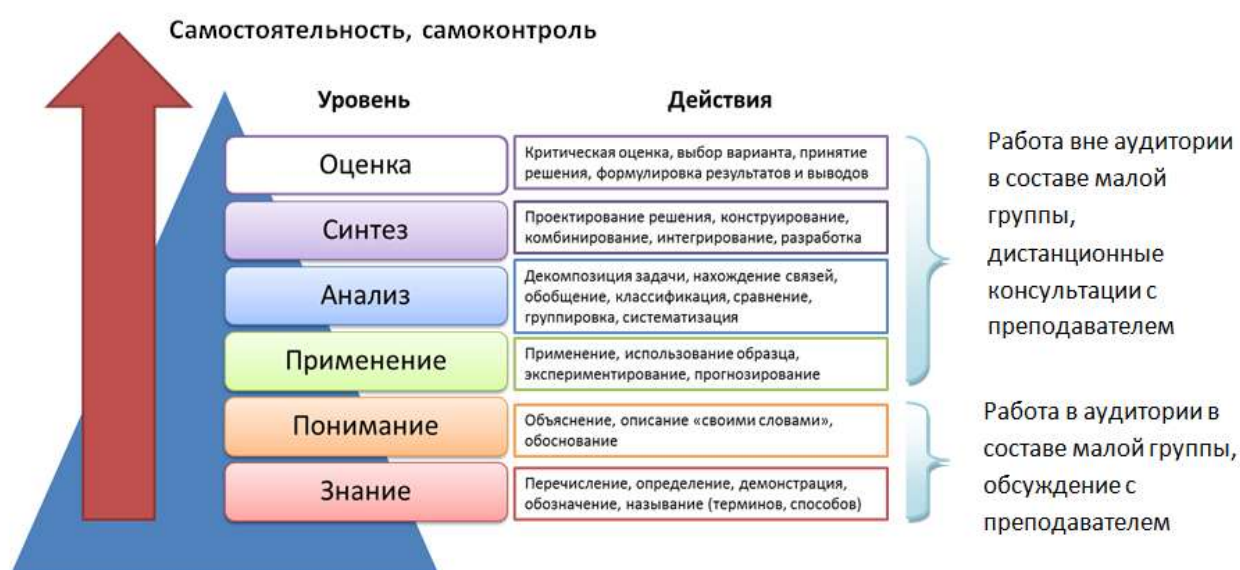 Самостоятельность, самоконтроль
Уровень
Действия
Оценка
Критическая оценка, выбор варианта, принятие
решения, формулировка результатов и выводов
Синтез
Проектирование решения, конструирование,
комбинирование, интегрирование, разработка
Анализ
Декомпозиция задачи, нахождение связей,
обобщение, классификация, сравнение,
группировка, систематизация
Применение
Применение, использование образца,
экспериментирование, прогнозирование
Понимание
Объяснение, описание «своими словами»,
обоснование
Знание
Перечисление, определение, демонстрация,
обозначение, называние (терминов, способов)
Работа вне аудитории
в составе малой
группы,
дистанционные
консультации с
преподавателем
Работа в аудитории в
составе малой группы,
обсуждение с
преподавателем